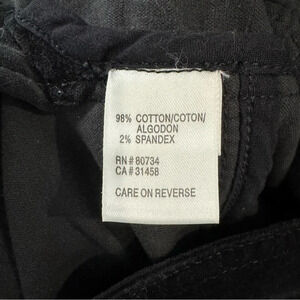 98% COTTON/COTON/
ALGODON
2% SPANDEX
RN# 80734
CA# 31458
CARE ON REVERSE